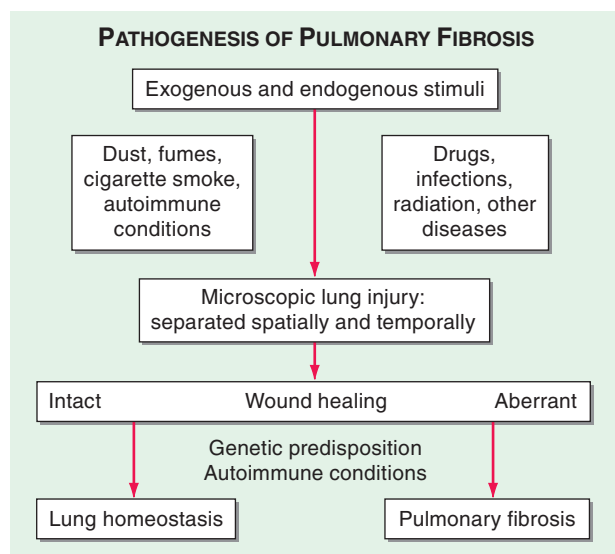 PATHOGENESIS OF PULMONARY FIBROSIS
Exogenous and endogenous stimuli
Dust, fumes,
cigarette smoke,
autoimmune
conditions
Drugs,
infections,
radiation, other
diseases
Microscopic lung injury:
separated spatially and temporally
Intact Wound healing Aberrant
Genetic predisposition
Autoimmune conditions
Lung homeostasis
Pulmonary fibrosis